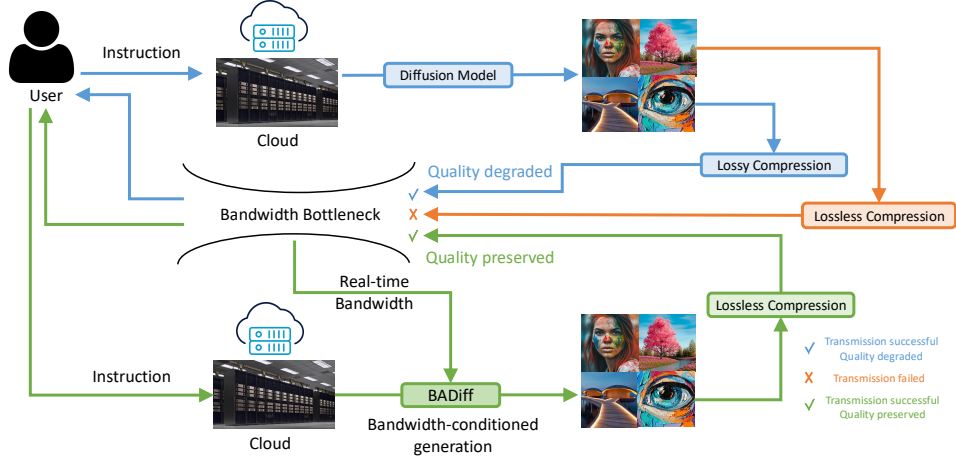 Instruction
Diffusion Model
User
Cloud
Lossy Compression
Quality degraded
Bandwidth Bottleneck
Lossless Compression
Quality preserved
Real-time
Bandwidth
Lossless Compression
Transmission successful
Quality degraded
Transmission failed
Transmission successful
Quality preserved
Instruction
BADiff
Cloud
Bandwidth-conditioned
generation